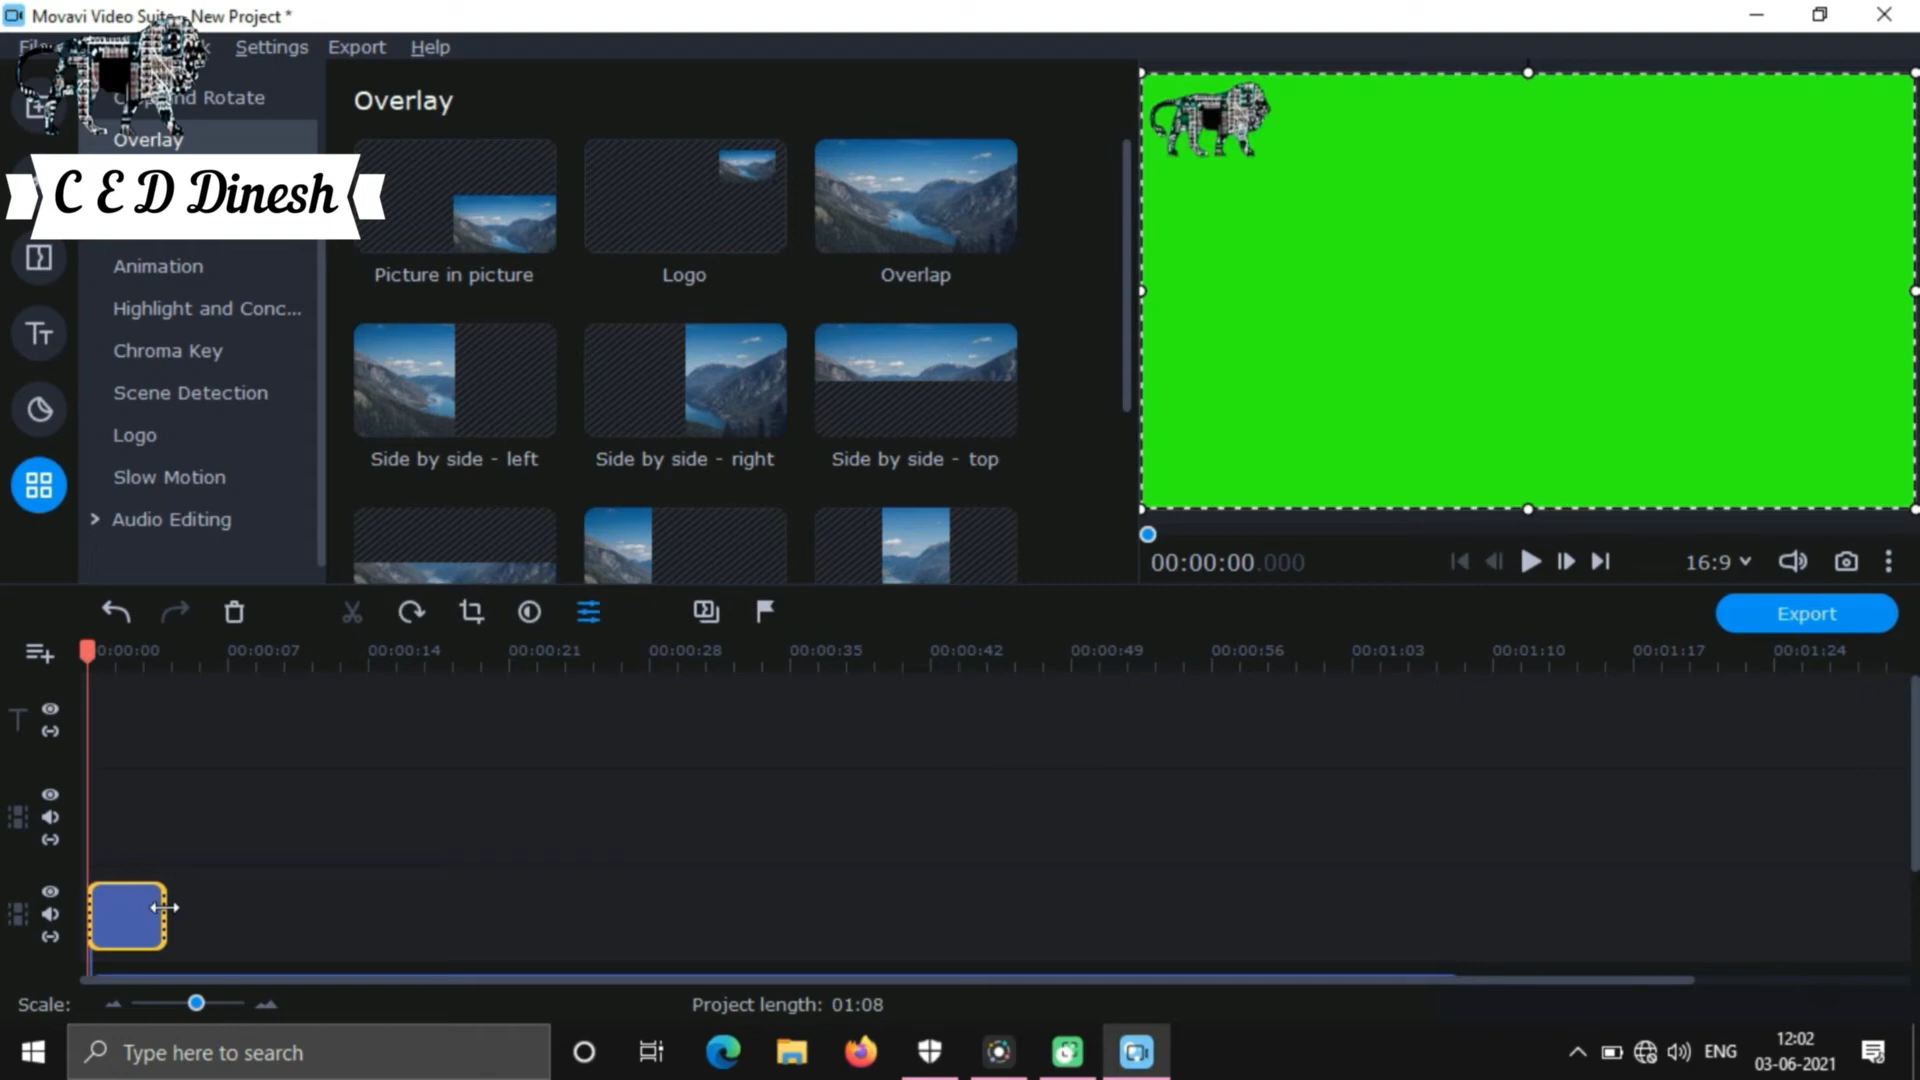 Movavi Video Suite - New Project *
Settings Export Help
Crop and Rotate
Overlay
C E D Dinesh
Animation
Highlight and Conc...
Chroma Key
Scene Detection
Logo
Slow Motion
Audio Editing
Overlay
Picture in picture
Logo
Overlap
Side by side - left
Side by side - right
Side by side - top
00:00:00.000
16:9
Export
0:00:00 00:00:07 00:00:14 00:00:21 00:00:28 00:00:35 00:00:42 00:00:49 00:00:56 00:01:03 00:01:10 00:01:17 00:01:24
Scale:
Project length: 01:08
Type here to search
ENG
12:02
03-06-2021